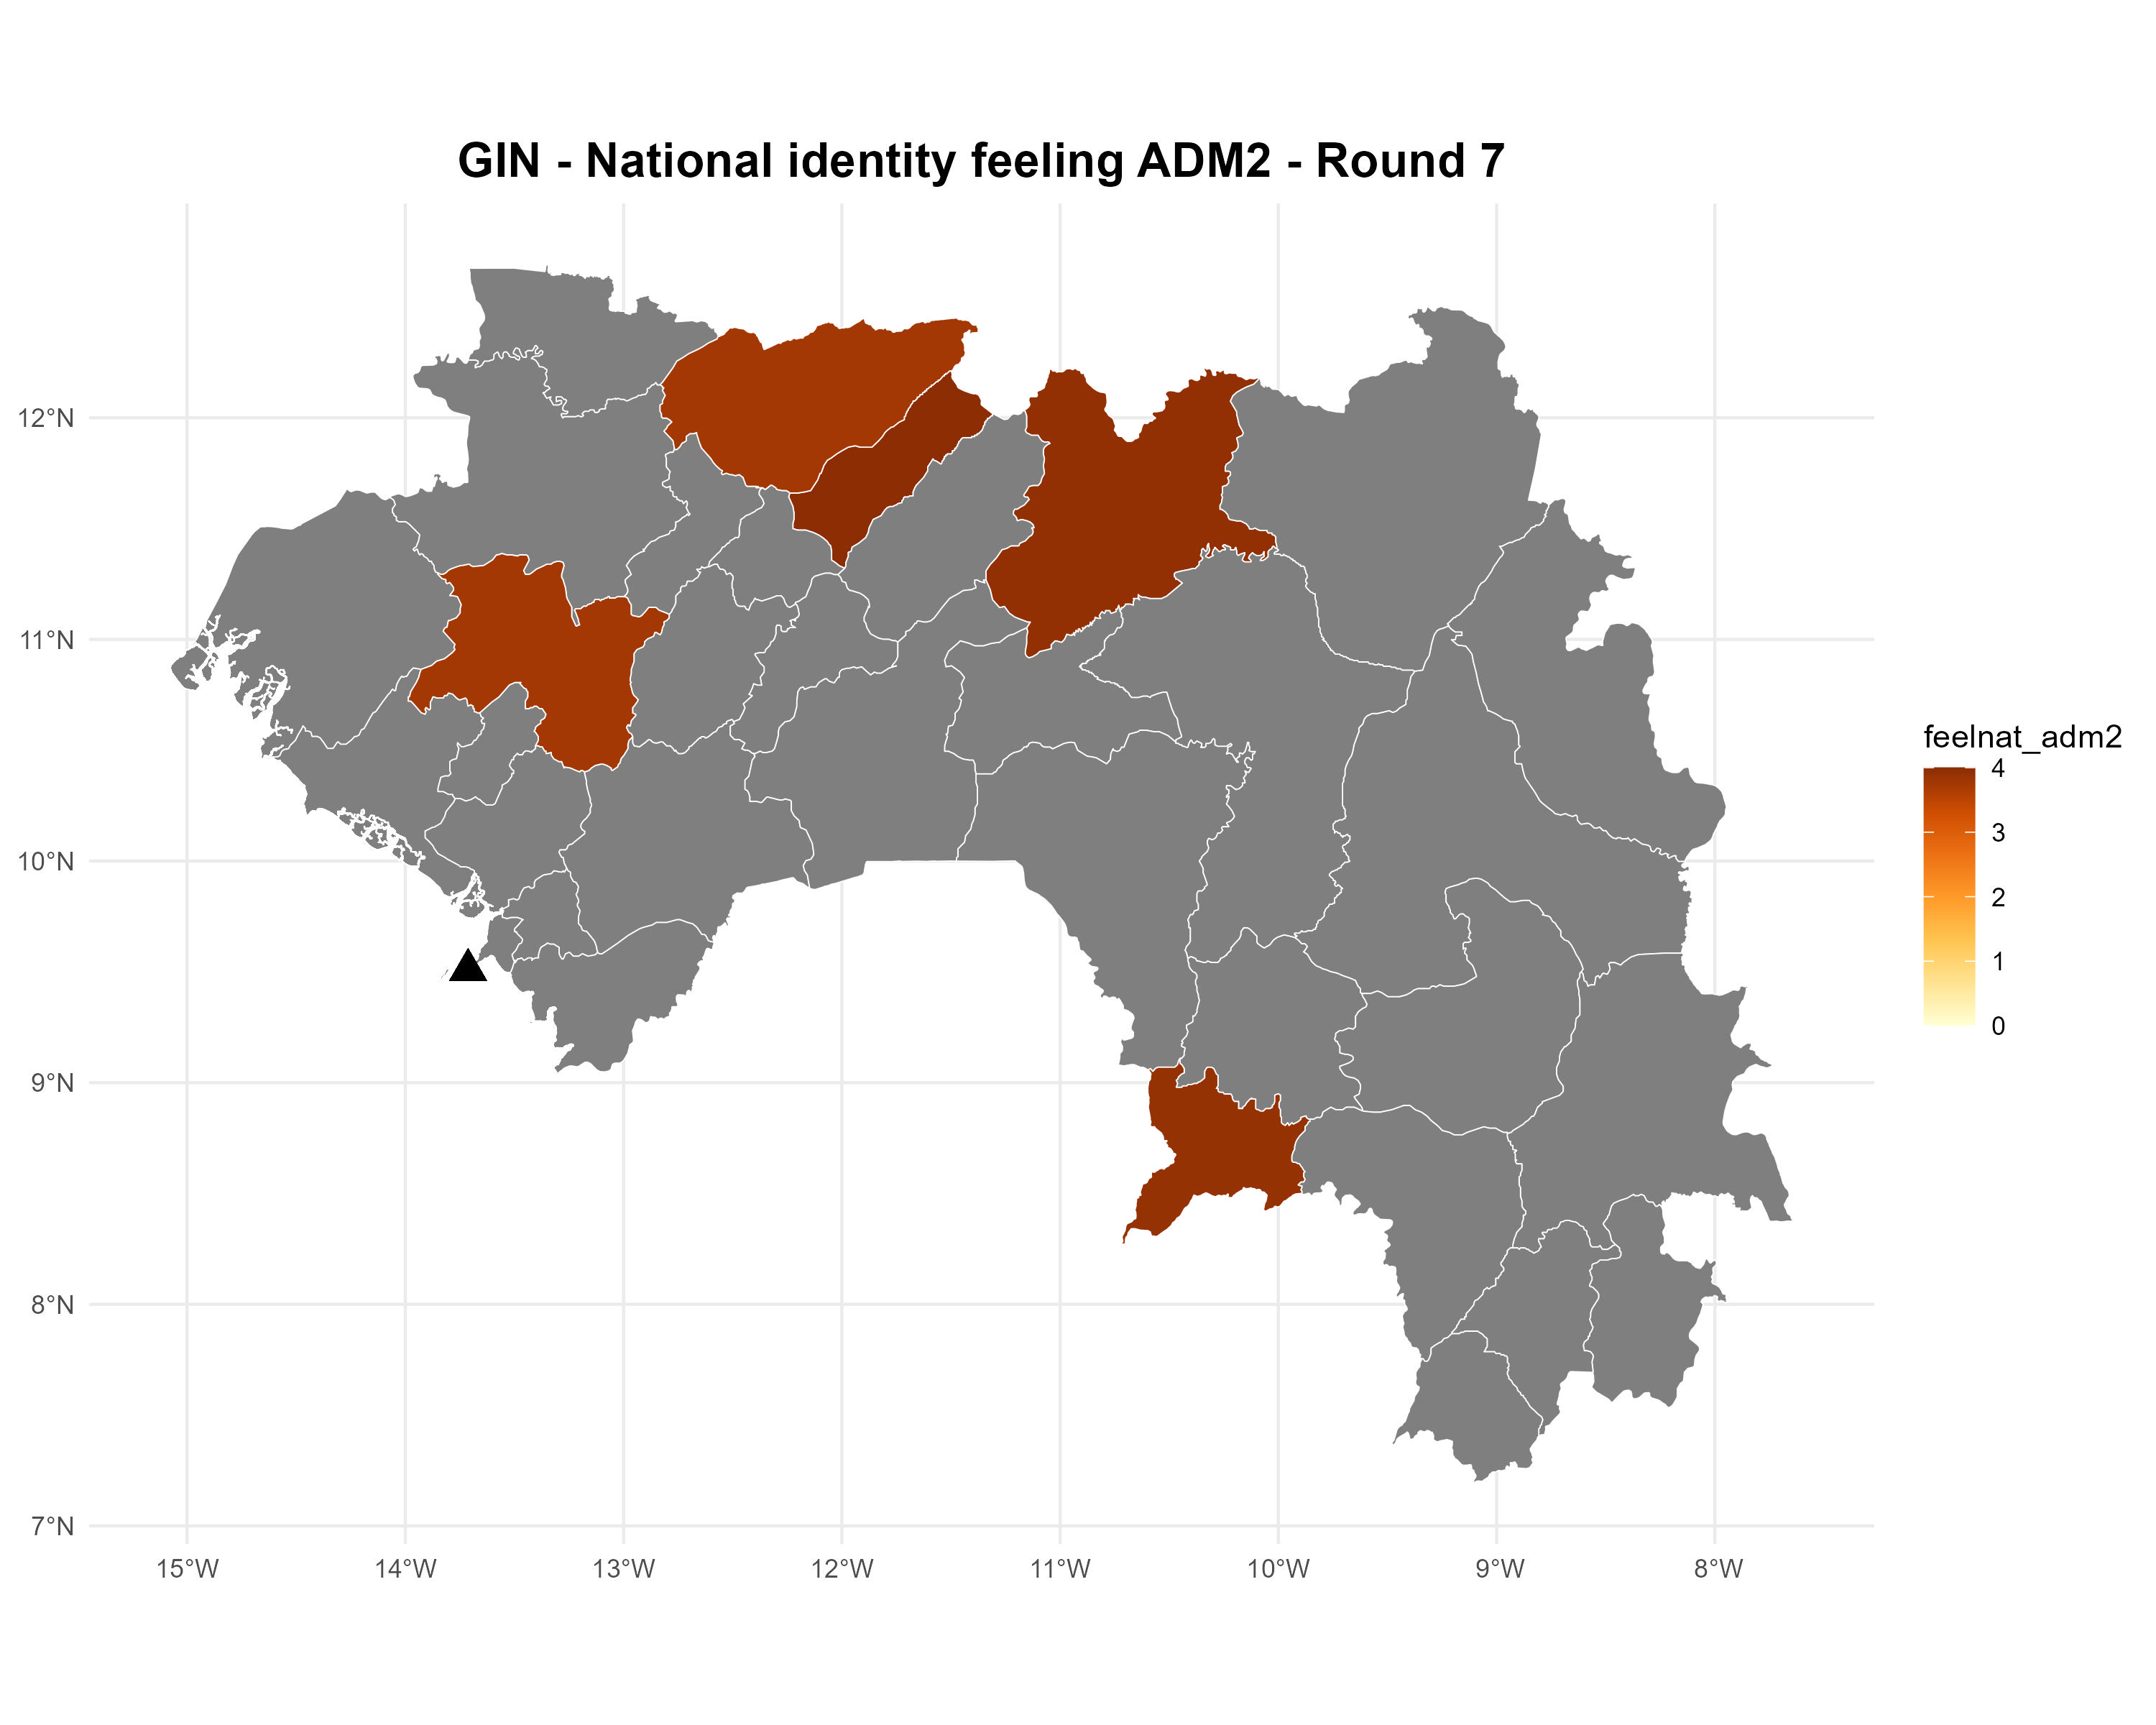 GIN - National identity feeling ADM2 - Round 7
12°N
11°N
10°N
9°N
8°N
7°N
15°W
14°W
13°W
12°W
11°W
10°W
9°W
8°W
feelnat_adm2
4
3
2
1
0